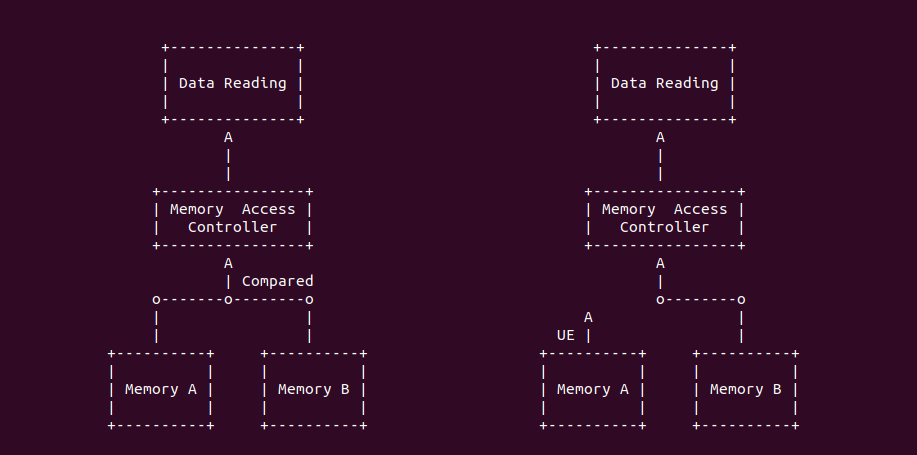 +--------------+                                +--------------+
|              |                                |              |
| Data Reading |                                | Data Reading |
|              |                                |              |
+--------------+                                +--------------+
       A                                               A
       |                                               |
       |                                               |
+----------------+                              +----------------+
| Memory  Access |                              | Memory  Access |
|   Controller   |                              |   Controller   |
+----------------+                              +----------------+
        A                                               A
        | Compared                                      |
o-------o--------o                                      o--------o
|                |                              A                |
|                |                           UE |                |
+----------+     +----------+                   +----------+     +----------+
|          |     |          |                   |          |     |          |
| Memory A |     | Memory B |                   | Memory A |     | Memory B |
|          |     |          |                   |          |     |          |
+----------+     +----------+                   +----------+     +----------+